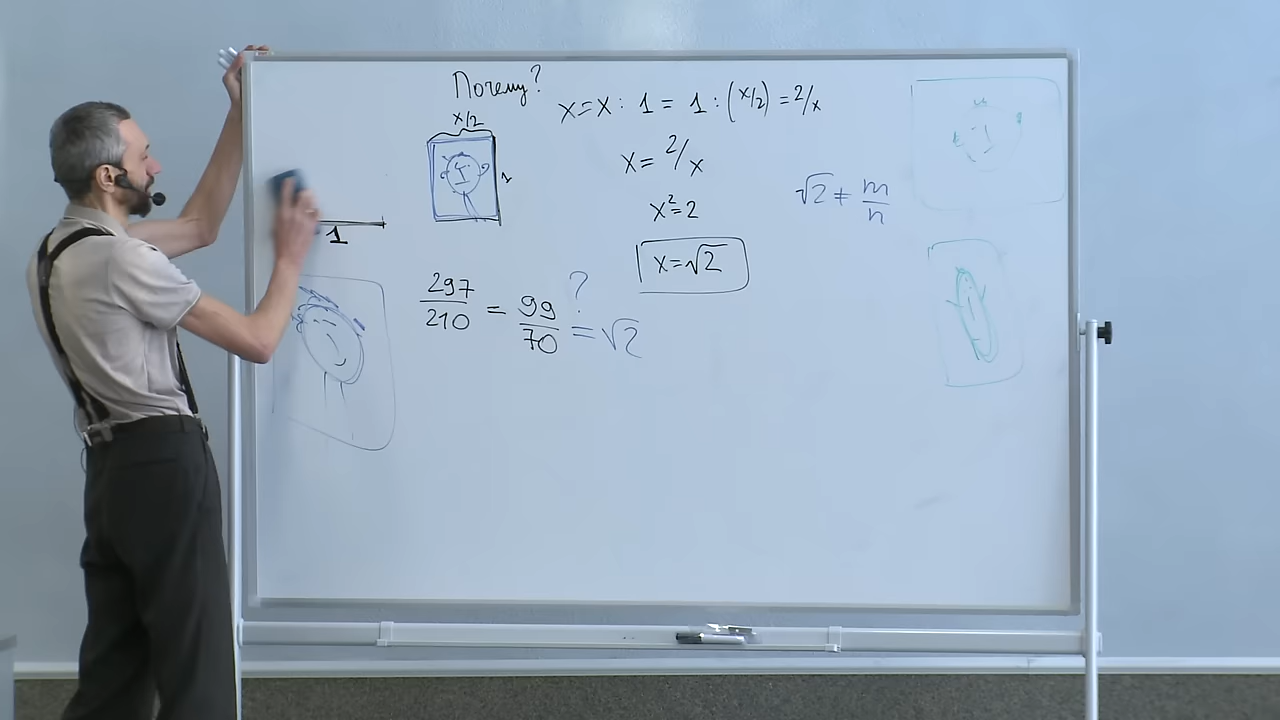 Почему?
x=x:1=1:(x/2)=2/x
x/2
1
x=2/x
x²=2
√2≠m/n
x=√2
1
297/210=99/70=√2
?